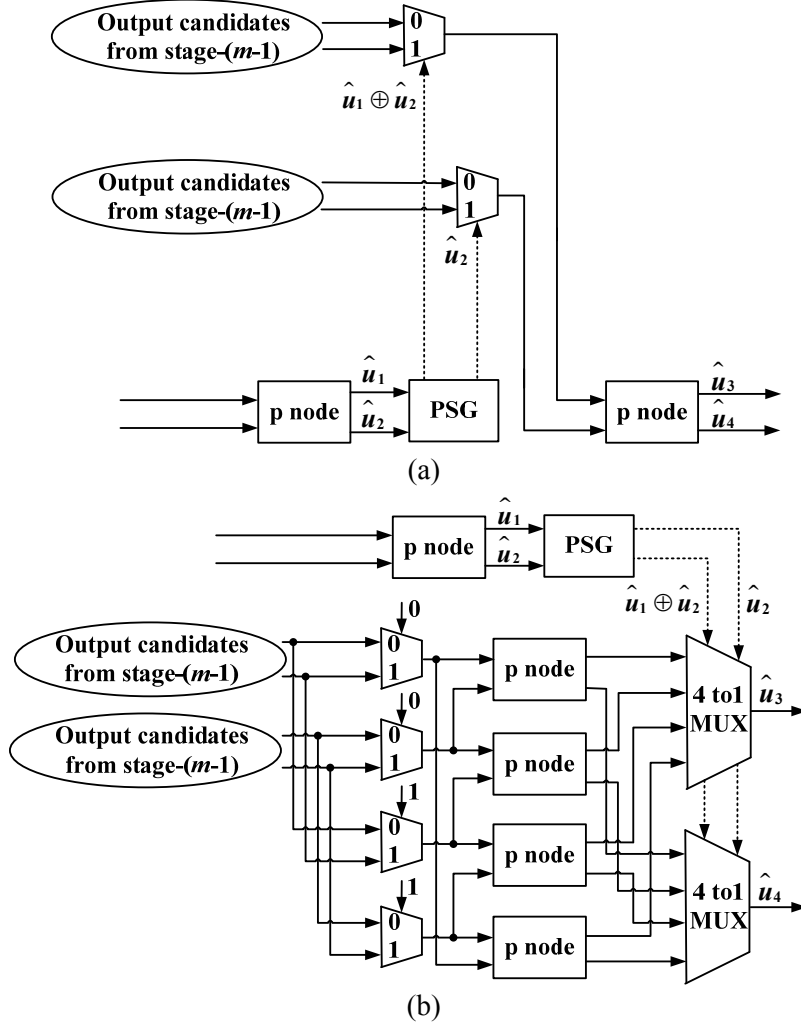 Output candidates
from stage-(m-1)
0
1
û₁ ⊕ û₂
Output candidates
from stage-(m-1)
0
1
û₂
p node
û₁
û₂
PSG
p node
û₃
û₄
(a)
p node
û₁
û₂
PSG
û₁ ⊕ û₂
û₂
Output candidates
from stage-(m-1)
Output candidates
from stage-(m-1)
0
0
1
0
0
1
1
0
1
1
0
1
p node
p node
p node
p node
4 to1
MUX
û₃
4 to1
MUX
û₄
(b)